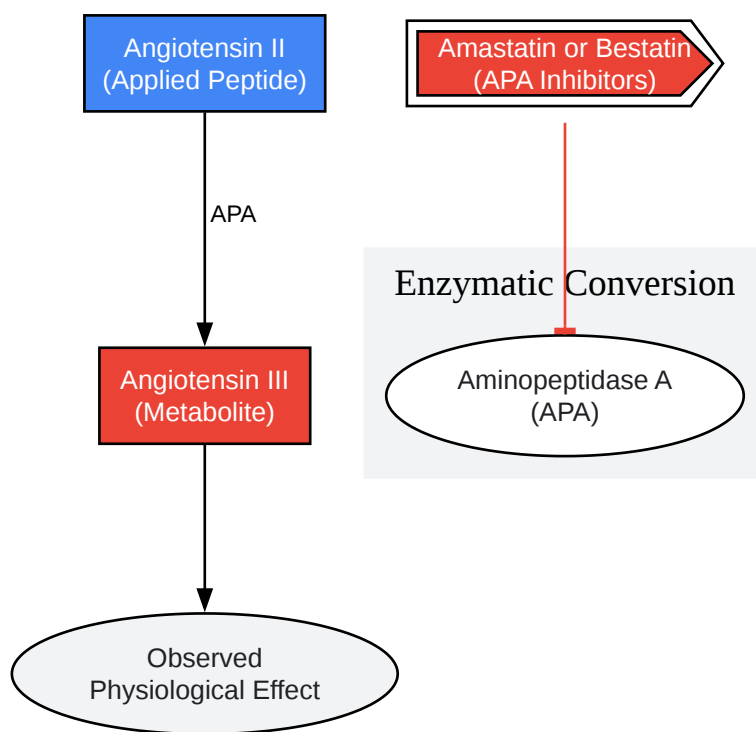 Angiotensin II
(Applied Peptide)
Amastatin or Bestatin
(APA Inhibitors)
APA
Enzymatic Conversion
Angiotensin III
(Metabolite)
Aminopeptidase A
(APA)
Observed
Physiological Effect